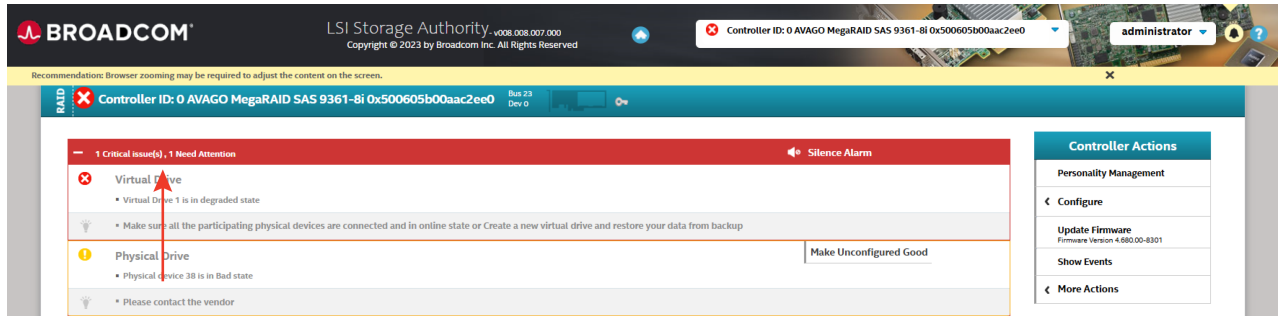 BROADCOM
LSI Storage Authority- v008.008.007.000
Copyright © 2023 by Broadcom Inc. All Rights Reserved
Controller ID: 0 AVAGO MegaRAID SAS 9361-8i 0x500605b00aac2ee0
administrator
?
Recommendation: Browser zooming may be required to adjust the content on the screen.
RAID
Controller ID: 0 AVAGO MegaRAID SAS 9361-8i 0x500605b00aac2ee0
Bus 23
Dev 0
1 Critical issue(s) , 1 Need Attention
Silence Alarm
Virtual Drive
▪ Virtual Drive 1 is in degraded state
▪ Make sure all the participating physical devices are connected and in online state or Create a new virtual drive and restore your data from backup
Physical Drive
Make Unconfigured Good
▪ Physical device 38 is in Bad state
▪ Please contact the vendor
Controller Actions
Personality Management
Configure
Update Firmware
Firmware Version 4.680.00-8301
Show Events
More Actions